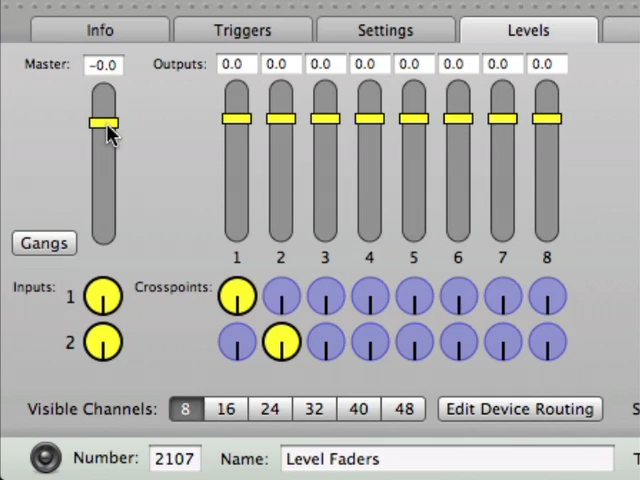 Info Triggers Settings Levels
Master: -0.0 Outputs: 0.0 0.0 0.0 0.0 0.0 0.0 0.0 0.0
Gangs
1 2 3 4 5 6 7 8
Inputs: 1 Crosspoints:
2
Visible Channels: 8 16 24 32 40 48 Edit Device Routing S
Number: 2107 Name: Level Faders T